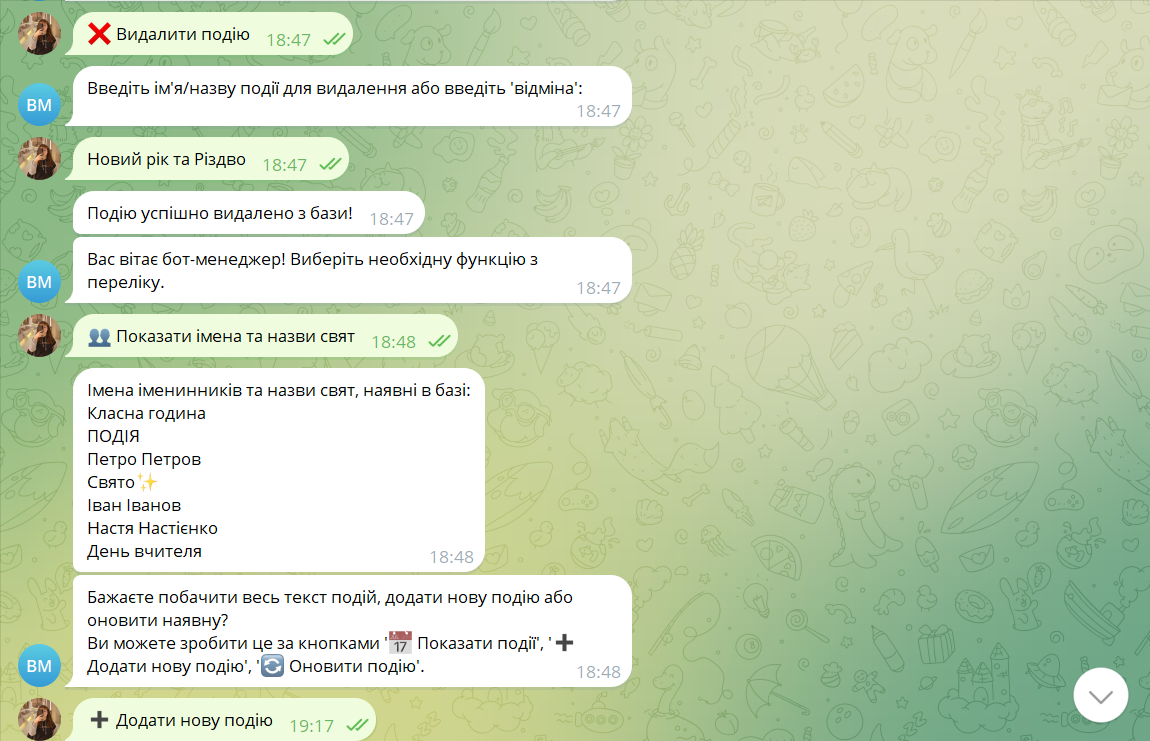 ❌ Видалити подію 18:47
Введіть ім'я/назву події для видалення або введіть 'відміна':
18:47
ВМ
Новий рік та Різдво 18:47
Подію успішно видалено з бази! 18:47
Вас вітає бот-менеджер! Виберіть необхідну функцію з
переліку.
18:47
ВМ
👥 Показати імена та назви свят 18:48
Імена іменинників та назви свят, наявні в базі:
Класна година
ПОДІЯ
Петро Петров
Свято✨
Іван Іванов
Настя Настієнко
День вчителя
18:48
Бажаєте побачити весь текст подій, додати нову подію або
оновити наявну?
Ви можете зробити це за кнопками '📅 Показати події', '➕
Додати нову подію', '🔄 Оновити подію'.
18:48
ВМ
➕ Додати нову подію 19:17